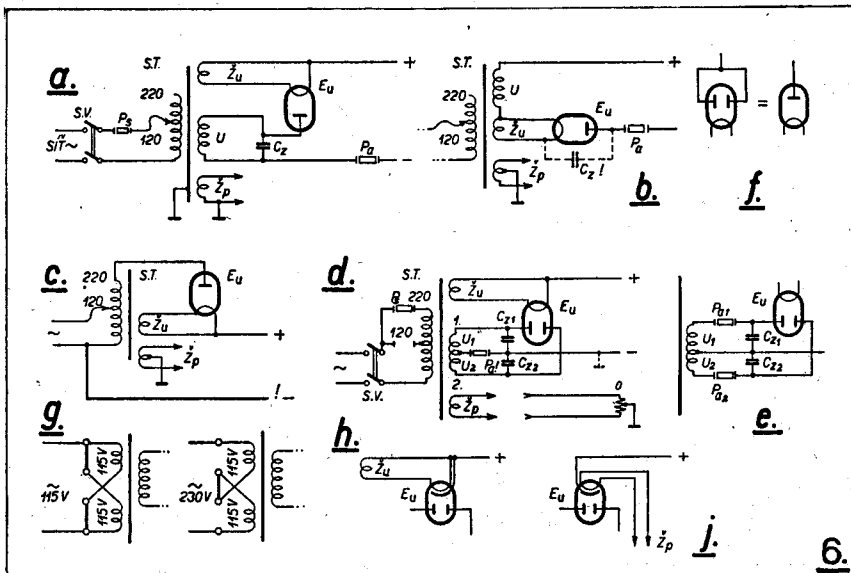 a.
S.T.
220
120
S.V.
Ps
SÍŤ~
Žu
Eu
U
Cz
Pa
Žp
+
-
b.
S.T.
220
120
U
Žu
Eu
Cz !
Pa
Žp
+
f.
=
c.
220
120
S.T.
Eu
Žu
Žp
~
+
! -
d.
S.T.
220
120
~
S.V.
Žu
Eu
1.
U1
U2
Pa!
Cz1
Cz2
2.
Žp
0
+
-
e.
Pa1
Eu
U1
U2
Cz1
Cz2
Pa2
g.
115V
115V
~
115V
115V
115V
~
230V
h.
Žu
Eu
+
j.
Eu
Žp
+
6.